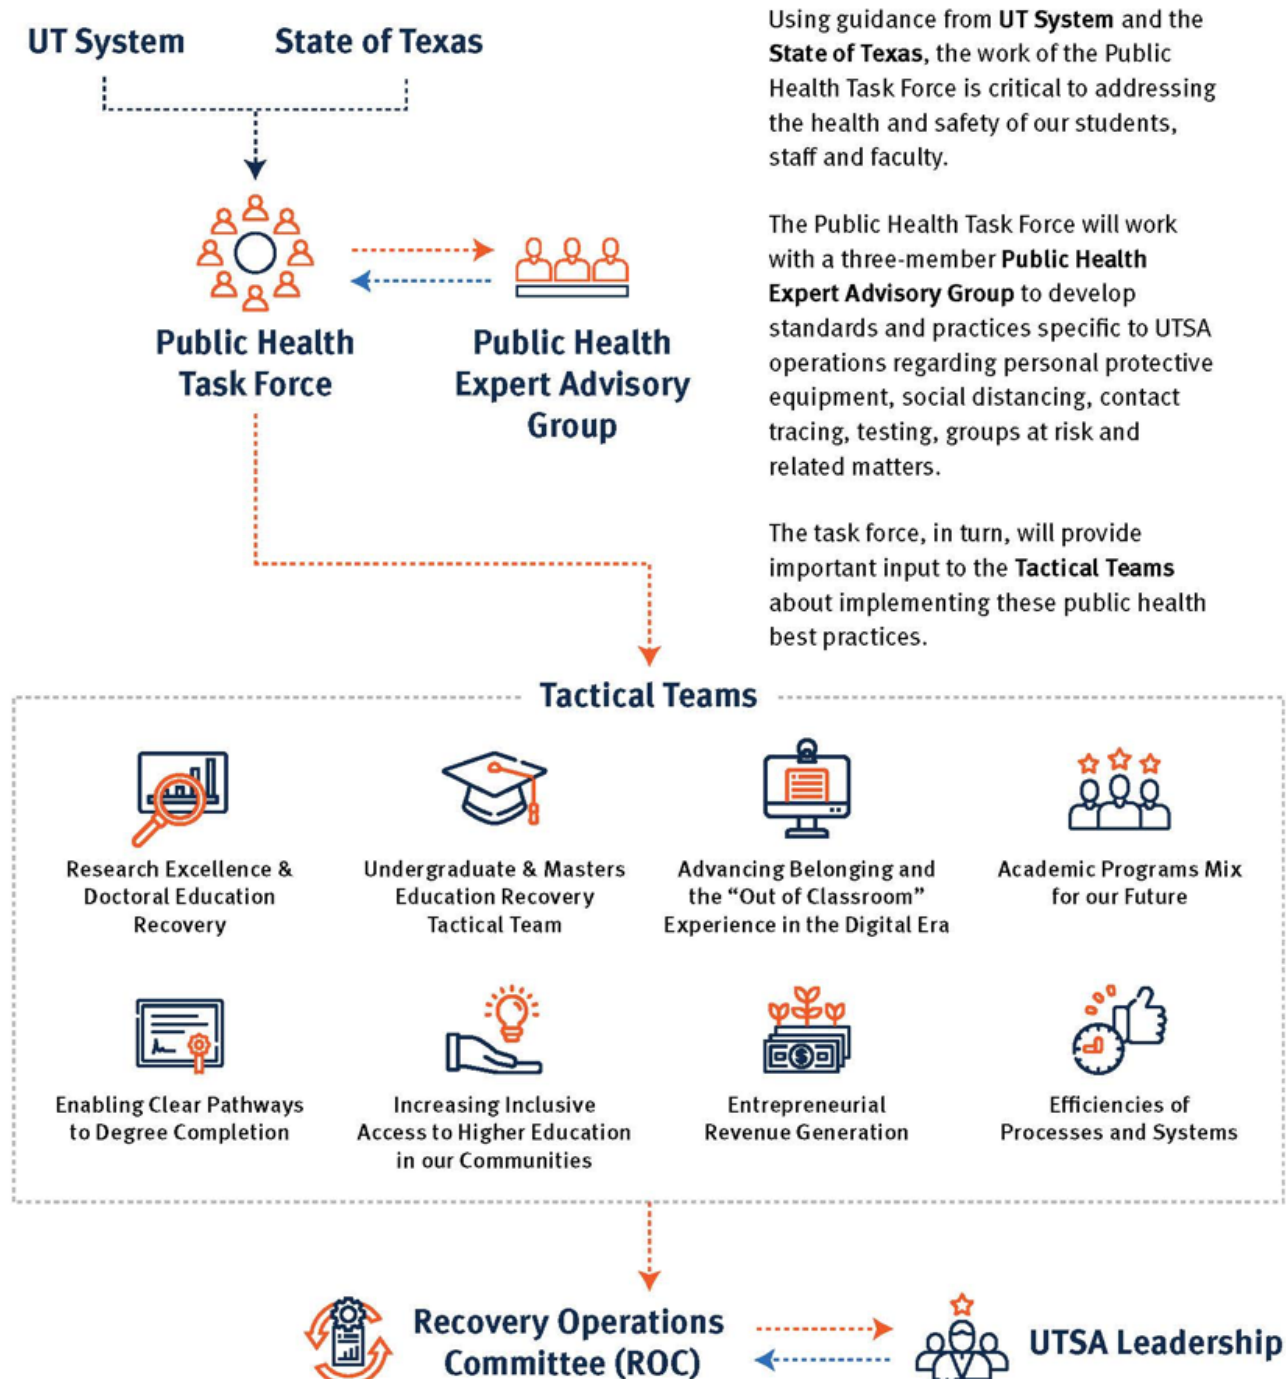 UT System
State of Texas
Using guidance from UT System and the
State of Texas, the work of the Public
Health Task Force is critical to addressing
the health and safety of our students,
staff and faculty.
The Public Health Task Force will work
with a three-member Public Health
Expert Advisory Group to develop
standards and practices specific to UTSA
operations regarding personal protective
equipment, social distancing, contact
tracing, testing, groups at risk and
related matters.
The task force, in turn, will provide
important input to the Tactical Teams
about implementing these public health
best practices.
Public Health
Task Force
Public Health
Expert Advisory
Group
Tactical Teams
Research Excellence &
Doctoral Education
Recovery
Undergraduate & Masters
Education Recovery
Tactical Team
Advancing Belonging and
the “Out of Classroom”
Experience in the Digital Era
Academic Programs Mix
for our Future
Enabling Clear Pathways
to Degree Completion
Increasing Inclusive
Access to Higher Education
in our Communities
$
Entrepreneurial
Revenue Generation
Efficiencies of
Processes and Systems
Recovery Operations
Committee (ROC)
UTSA Leadership